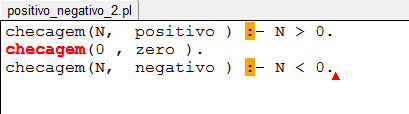 positivo_negativo_2.pl
checagem(N,  positivo ) :- N > 0.
checagem(0 , zero ).
checagem(N,  negativo ) :- N < 0.